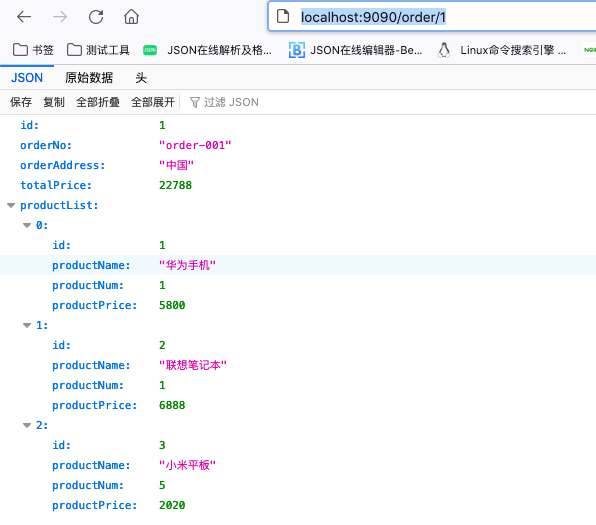 localhost:9090/order/1
书签 测试工具 JSON在线解析及格... JSON在线编辑器-Be... Linux命令搜索引擎 ...
JSON 原始数据 头
保存 复制 全部折叠 全部展开 过滤 JSON
id: 1
orderNo: "order-001"
orderAddress: "中国"
totalPrice: 22788
productList:
0:
id: 1
productName: "华为手机"
productNum: 1
productPrice: 5800
1:
id: 2
productName: "联想笔记本"
productNum: 1
productPrice: 6888
2:
id: 3
productName: "小米平板"
productNum: 5
productPrice: 2020